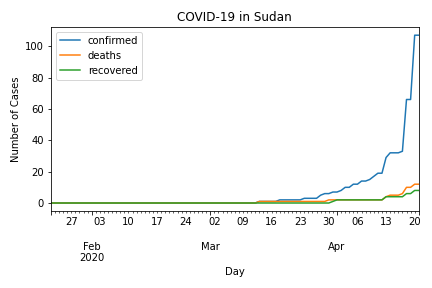 COVID-19 in Sudan
confirmed
deaths
recovered
Number of Cases
100
80
60
40
20
0
27 03 10 17 24 02 09 16 23 30 06 13 20
Feb Mar Apr
2020
Day